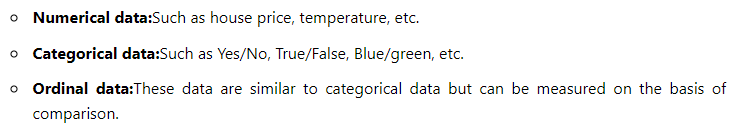 Numerical data:Such as house price, temperature, etc.
Categorical data:Such as Yes/No, True/False, Blue/green, etc.
Ordinal data:These data are similar to categorical data but can be measured on the basis of
comparison.